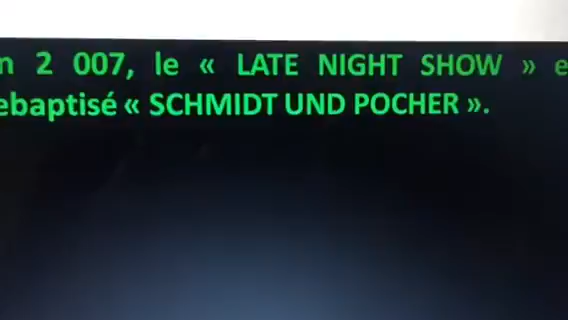 n 2 007, le « LATE NIGHT SHOW » e
ebaptisé « SCHMIDT UND POCHER ».